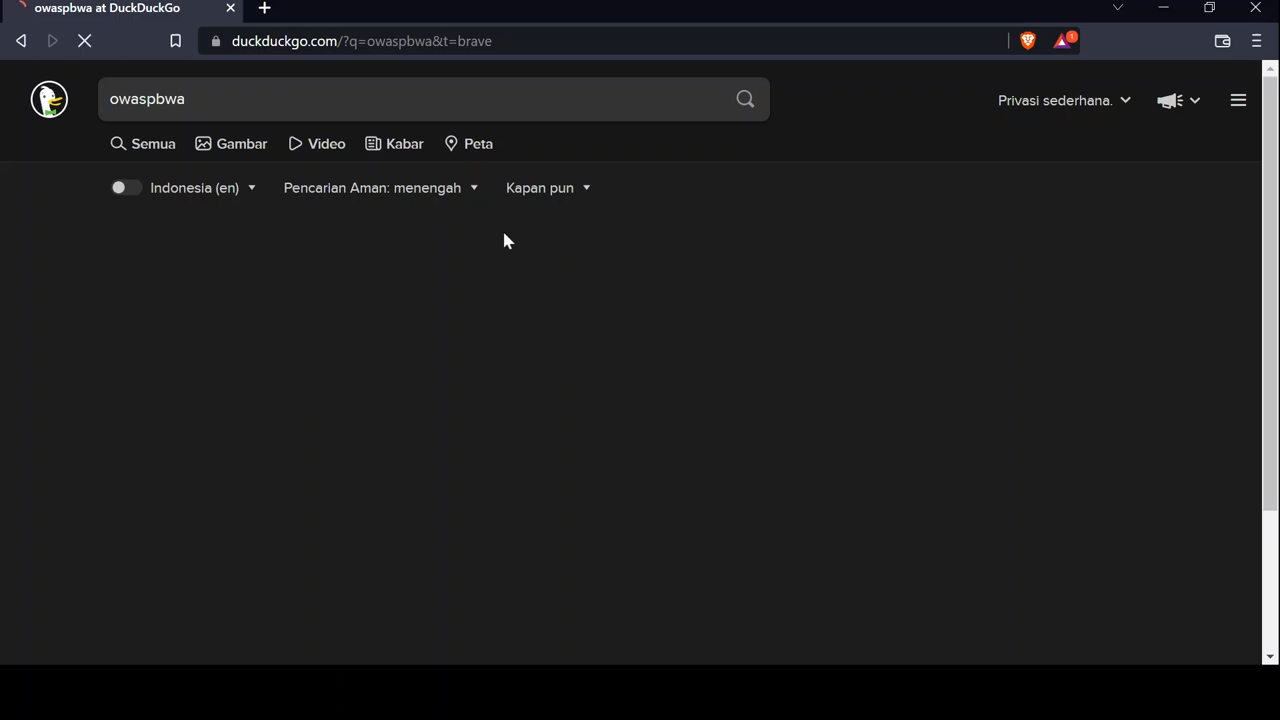 owaspbwa at DuckDuckGo
duckduckgo.com/?q=owaspbwa&t=brave
1
owaspbwa
Privasi sederhana.
Semua Gambar Video Kabar Peta
Indonesia (en) Pencarian Aman: menengah Kapan pun